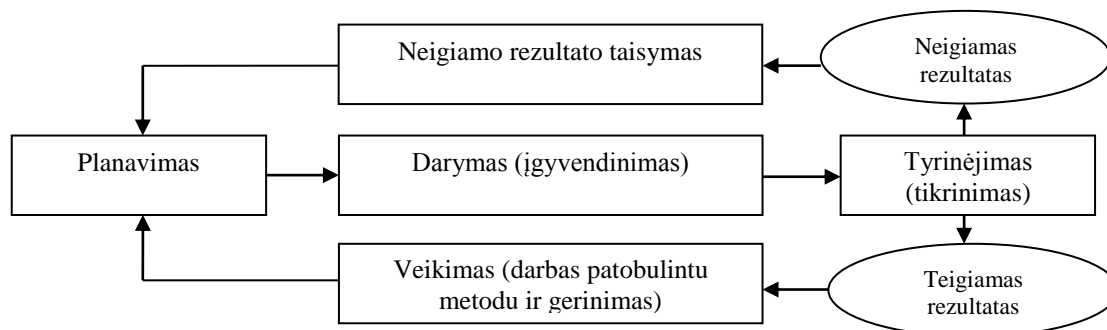 Neigiamo rezultato taisymas
Neigiamas
rezultatas
Planavimas
Darymas (įgyvendinimas)
Tyrinėjimas
(tikrinimas)
Veikimas (darbas patobulintu
metodu ir gerinimas)
Teigiamas
rezultatas